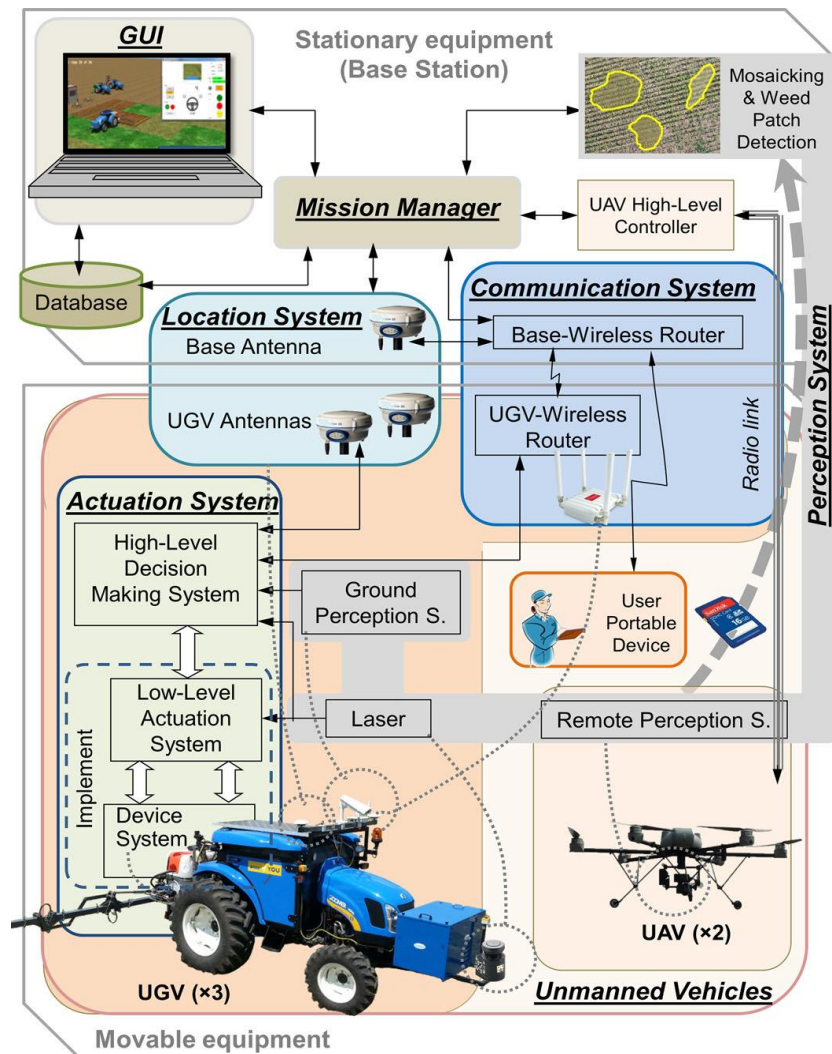 GUI
Stationary equipment
(Base Station)
Mosaicking
& Weed
Patch
Detection
Mission Manager
UAV High-Level
Controller
Database
Location System
Base Antenna
UGV Antennas
Communication System
Base-Wireless Router
UGV-Wireless
Router
Radio link
Perception System
Actuation System
High-Level
Decision
Making System
Ground
Perception S.
User
Portable
Device
SanDisk
16GB
Low-Level
Actuation
System
Laser
Remote Perception S.
Implement
Device
System
YOU
UGV (×3)
UAV (×2)
Unmanned Vehicles
Movable equipment